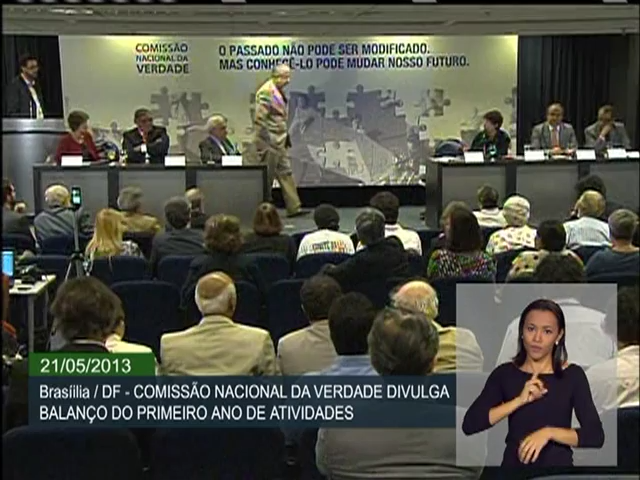 COMISSÃO
NACIONAL DA
VERDADE
O PASSADO NÃO PODE SER MODIFICADO.
MAS CONHECÊ-LO PODE MUDAR NOSSO FUTURO.
21/05/2013
Brasíilia / DF - COMISSÃO NACIONAL DA VERDADE DIVULGA
BALANÇO DO PRIMEIRO ANO DE ATIVIDADES